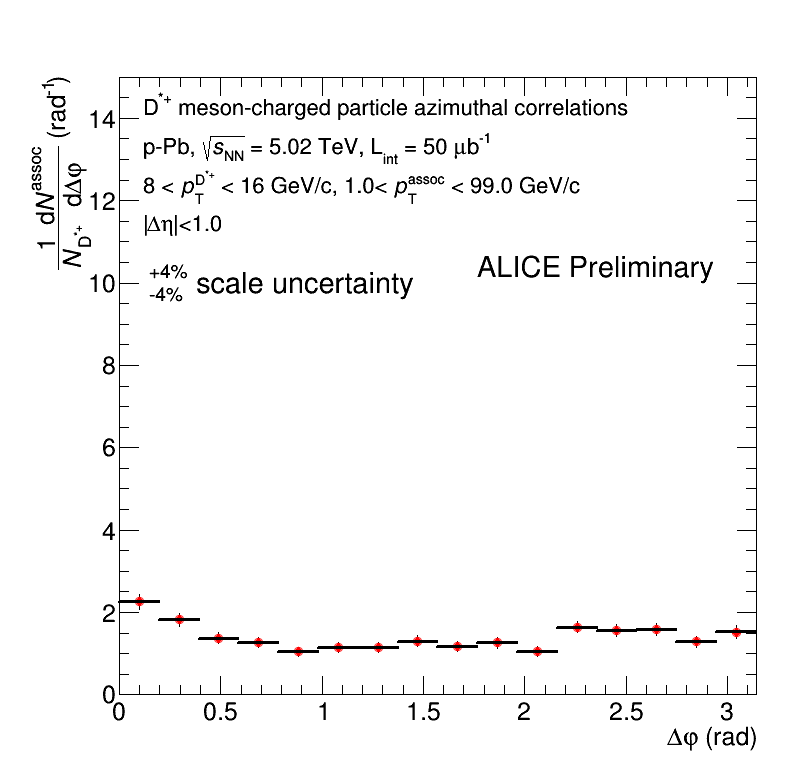 D*+ meson-charged particle azimuthal correlations
p-Pb, √sNN = 5.02 TeV, Lint = 50 μb-1
8 < pTD*+ < 16 GeV/c, 1.0< pTassoc < 99.0 GeV/c
|Δη|<1.0
+4%
-4% scale uncertainty
ALICE Preliminary
1 dNassoc
ND*+ dΔφ (rad-1)
14
12
10
8
6
4
2
0
0 0.5 1 1.5 2 2.5 3
Δφ (rad)